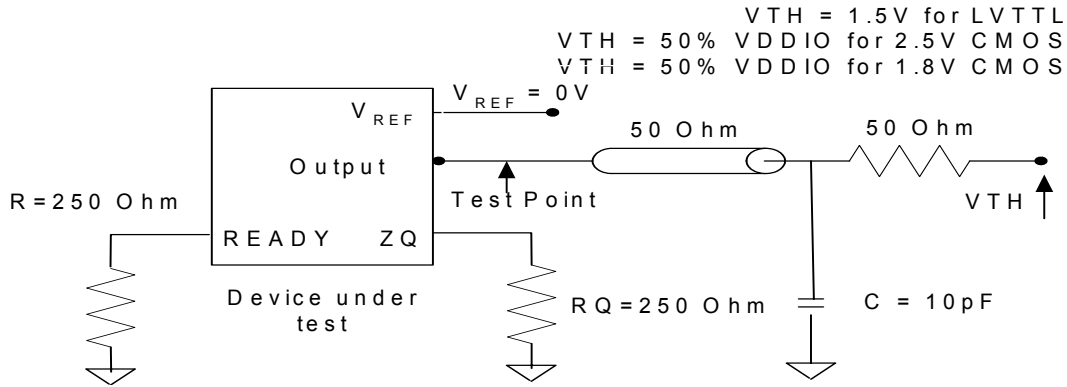 VTH = 1.5V for LVTTL
VTH = 50% VDDIO for 2.5V CMOS
VTH = 50% VDDIO for 1.8V CMOS
VREF = 0V
VREF
50 Ohm
50 Ohm
Output
R=250 Ohm
Test Point
VTH
READY
ZQ
Device under
test
RQ=250 Ohm
C = 10pF